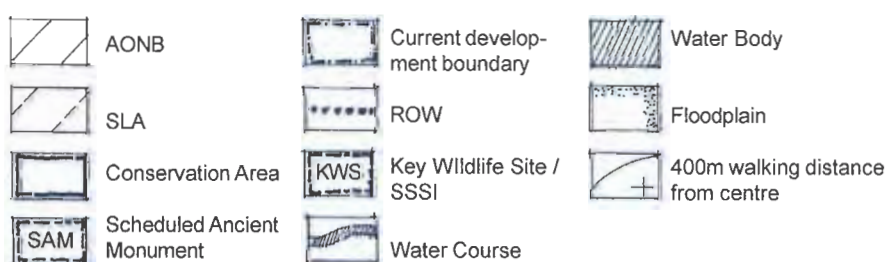 AONB
SLA
Conservation Area
SAM
Scheduled Ancient
Monument
Current develop-
ment boundary
ROW
KWS
Key Wildlife Site /
SSSI
Water Course
Water Body
Floodplain
400m walking distance
from centre